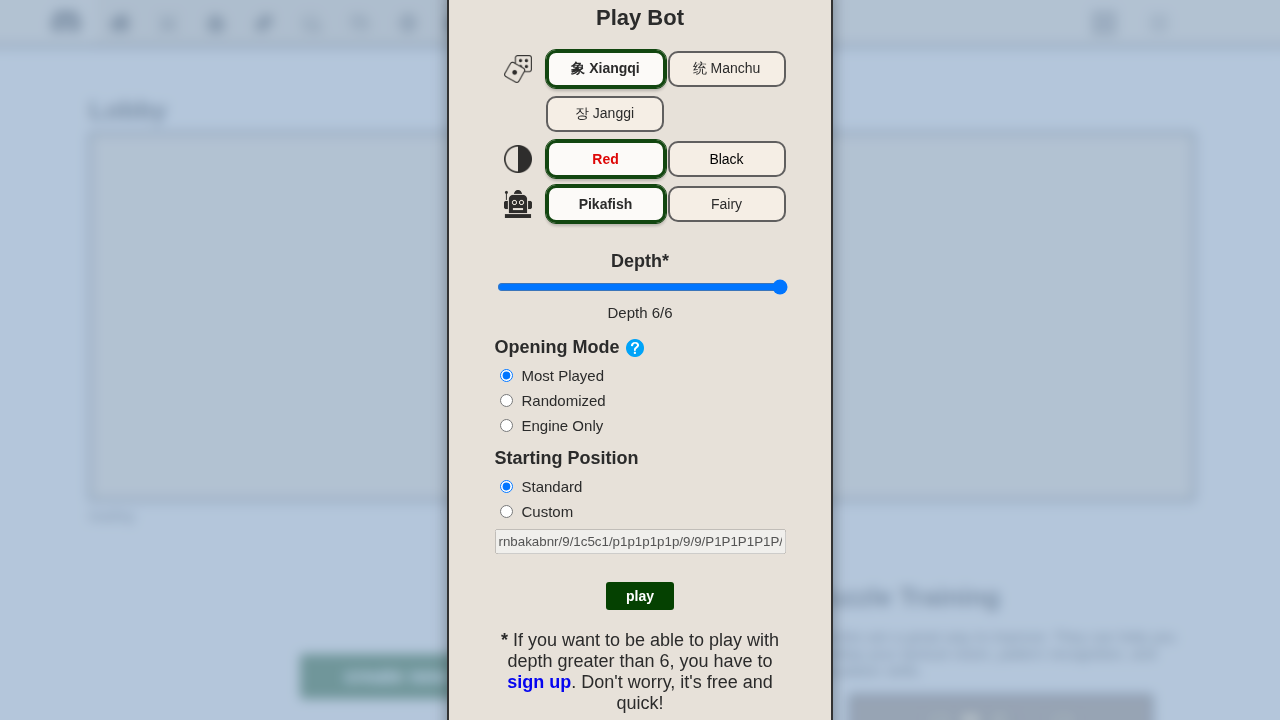 Play Bot
象 Xiangqi
统 Manchu
장 Janggi
Red
Black
Pikafish
Fairy
Depth*
Depth 6/6
Opening Mode ?
Most Played
Randomized
Engine Only
Starting Position
Standard
Custom
rnbakabnr/9/1c5c1/p1p1p1p1p/9/9/P1P1P1P1P/
play
* If you want to be able to play with
depth greater than 6, you have to
sign up. Don't worry, it's free and
quick!
Lobby
Training